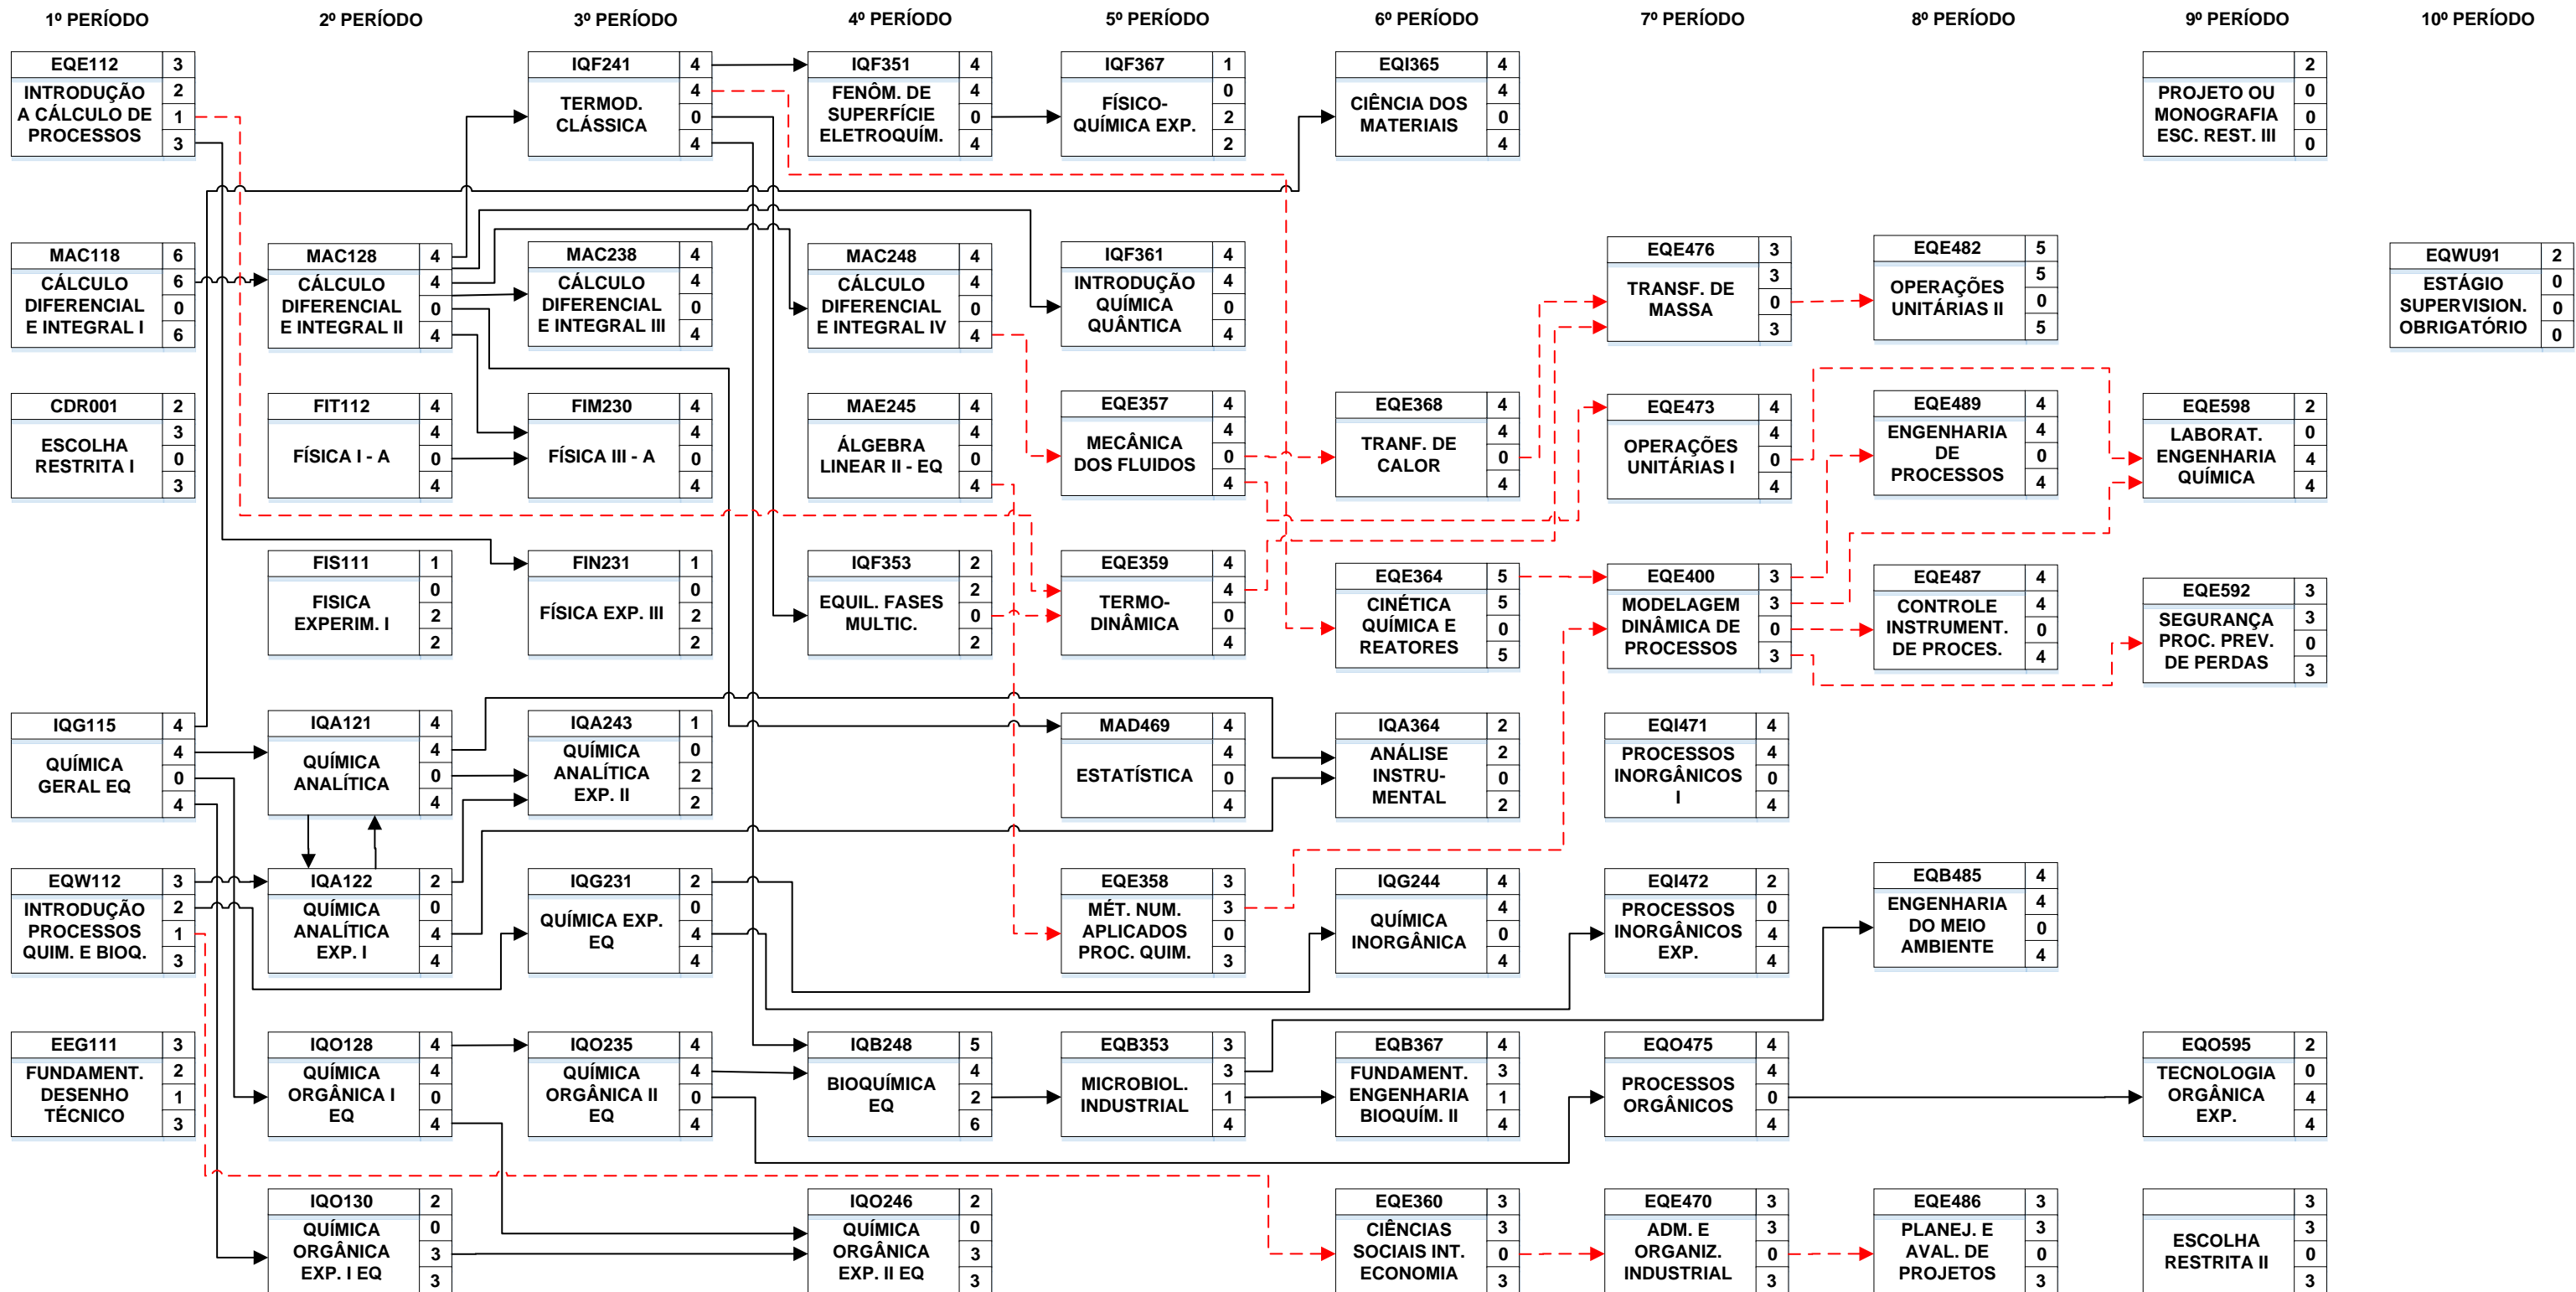 1º PERÍODO
2º PERÍODO
3º PERÍODO
4º PERÍODO
5º PERÍODO
6º PERÍODO
7º PERÍODO
8º PERÍODO
9º PERÍODO
10º PERÍODO
EQE112 3
INTRODUÇÃO 2
A CÁLCULO DE 1
PROCESSOS 3
IQF241 4
TERMOD. 4
CLÁSSICA 0
4
IQF351 4
FENÔM. DE 4
SUPERFÍCIE 0
ELETROQUÍM. 4
IQF367 1
FÍSICO- 0
QUÍMICA EXP. 2
2
EQI365 4
CIÊNCIA DOS 4
MATERIAIS 0
4
2
PROJETO OU 0
MONOGRAFIA 0
ESC. REST. III 0
MAC118 6
CÁLCULO 6
DIFERENCIAL 0
E INTEGRAL I 6
MAC128 4
CÁLCULO 4
DIFERENCIAL 0
E INTEGRAL II 4
MAC238 4
CÁLCULO 4
DIFERENCIAL 0
E INTEGRAL III 4
MAC248 4
CÁLCULO 4
DIFERENCIAL 0
E INTEGRAL IV 4
IQF361 4
INTRODUÇÃO 4
QUÍMICA 0
QUÂNTICA 4
EQE476 3
TRANSF. DE 3
MASSA 0
3
EQE482 5
OPERAÇÕES 5
UNITÁRIAS II 0
5
EQWU91 2
ESTÁGIO 0
SUPERVISION. 0
OBRIGATÓRIO 0
CDR001 2
ESCOLHA 3
RESTRITA I 0
3
FIT112 4
FÍSICA I - A 4
0
4
FIM230 4
FÍSICA III - A 4
0
4
MAE245 4
ÁLGEBRA 4
LINEAR II - EQ 0
4
EQE357 4
MECÂNICA 4
DOS FLUIDOS 0
4
EQE368 4
TRANF. DE 4
CALOR 0
4
EQE473 4
OPERAÇÕES 4
UNITÁRIAS I 0
4
EQE489 4
ENGENHARIA 4
DE 0
PROCESSOS 4
EQE598 2
LABORAT. 0
ENGENHARIA 4
QUÍMICA 4
FIS111 1
FISICA 0
EXPERIM. I 2
2
FIN231 1
FÍSICA EXP. III 0
2
2
IQF353 2
EQUIL. FASES 2
MULTIC. 0
2
EQE359 4
TERMO- 4
DINÂMICA 0
4
EQE364 5
CINÉTICA 5
QUÍMICA E 0
REATORES 5
EQE400 3
MODELAGEM 3
DINÂMICA DE 0
PROCESSOS 3
EQE487 4
CONTROLE 4
INSTRUMENT. 0
DE PROCES. 4
EQE592 3
SEGURANÇA 3
PROC. PREV. 0
DE PERDAS 3
IQG115 4
QUÍMICA 4
GERAL EQ 0
4
IQA121 4
QUÍMICA 4
ANALÍTICA 0
4
IQA243 1
QUÍMICA 0
ANALÍTICA 2
EXP. II 2
MAD469 4
ESTATÍSTICA 4
0
4
IQA364 2
ANÁLISE 2
INSTRU- 0
MENTAL 2
EQI471 4
PROCESSOS 4
INORGÂNICOS 0
I 4
EQW112 3
INTRODUÇÃO 2
PROCESSOS 1
QUIM. E BIOQ. 3
IQA122 2
QUÍMICA 0
ANALÍTICA 4
EXP. I 4
IQG231 2
QUÍMICA EXP. 0
EQ 4
4
EQE358 3
MÉT. NUM. 3
APLICADOS 0
PROC. QUIM. 3
IQG244 4
QUÍMICA 4
INORGÂNICA 0
4
EQI472 2
PROCESSOS 0
INORGÂNICOS 4
EXP. 4
EQB485 4
ENGENHARIA 4
DO MEIO 0
AMBIENTE 4
EEG111 3
FUNDAMENT. 2
DESENHO 1
TÉCNICO 3
IQO128 4
QUÍMICA 4
ORGÂNICA I 0
EQ 4
IQO235 4
QUÍMICA 4
ORGÂNICA II 0
EQ 4
IQB248 5
BIOQUÍMICA 4
EQ 2
6
EQB353 3
MICROBIOL. 3
INDUSTRIAL 1
4
EQB367 4
FUNDAMENT. 3
ENGENHARIA 1
BIOQUÍM. II 4
EQO475 4
PROCESSOS 4
ORGÂNICOS 0
4
EQO595 2
TECNOLOGIA 0
ORGÂNICA 4
EXP. 4
IQO130 2
QUÍMICA 0
ORGÂNICA 3
EXP. I EQ 3
IQO246 2
QUÍMICA 0
ORGÂNICA 3
EXP. II EQ 3
EQE360 3
CIÊNCIAS 3
SOCIAIS INT. 0
ECONOMIA 3
EQE470 3
ADM. E 3
ORGANIZ. 0
INDUSTRIAL 3
EQE486 3
PLANEJ. E 3
AVAL. DE 0
PROJETOS 3
3
ESCOLHA 3
RESTRITA II 0
3